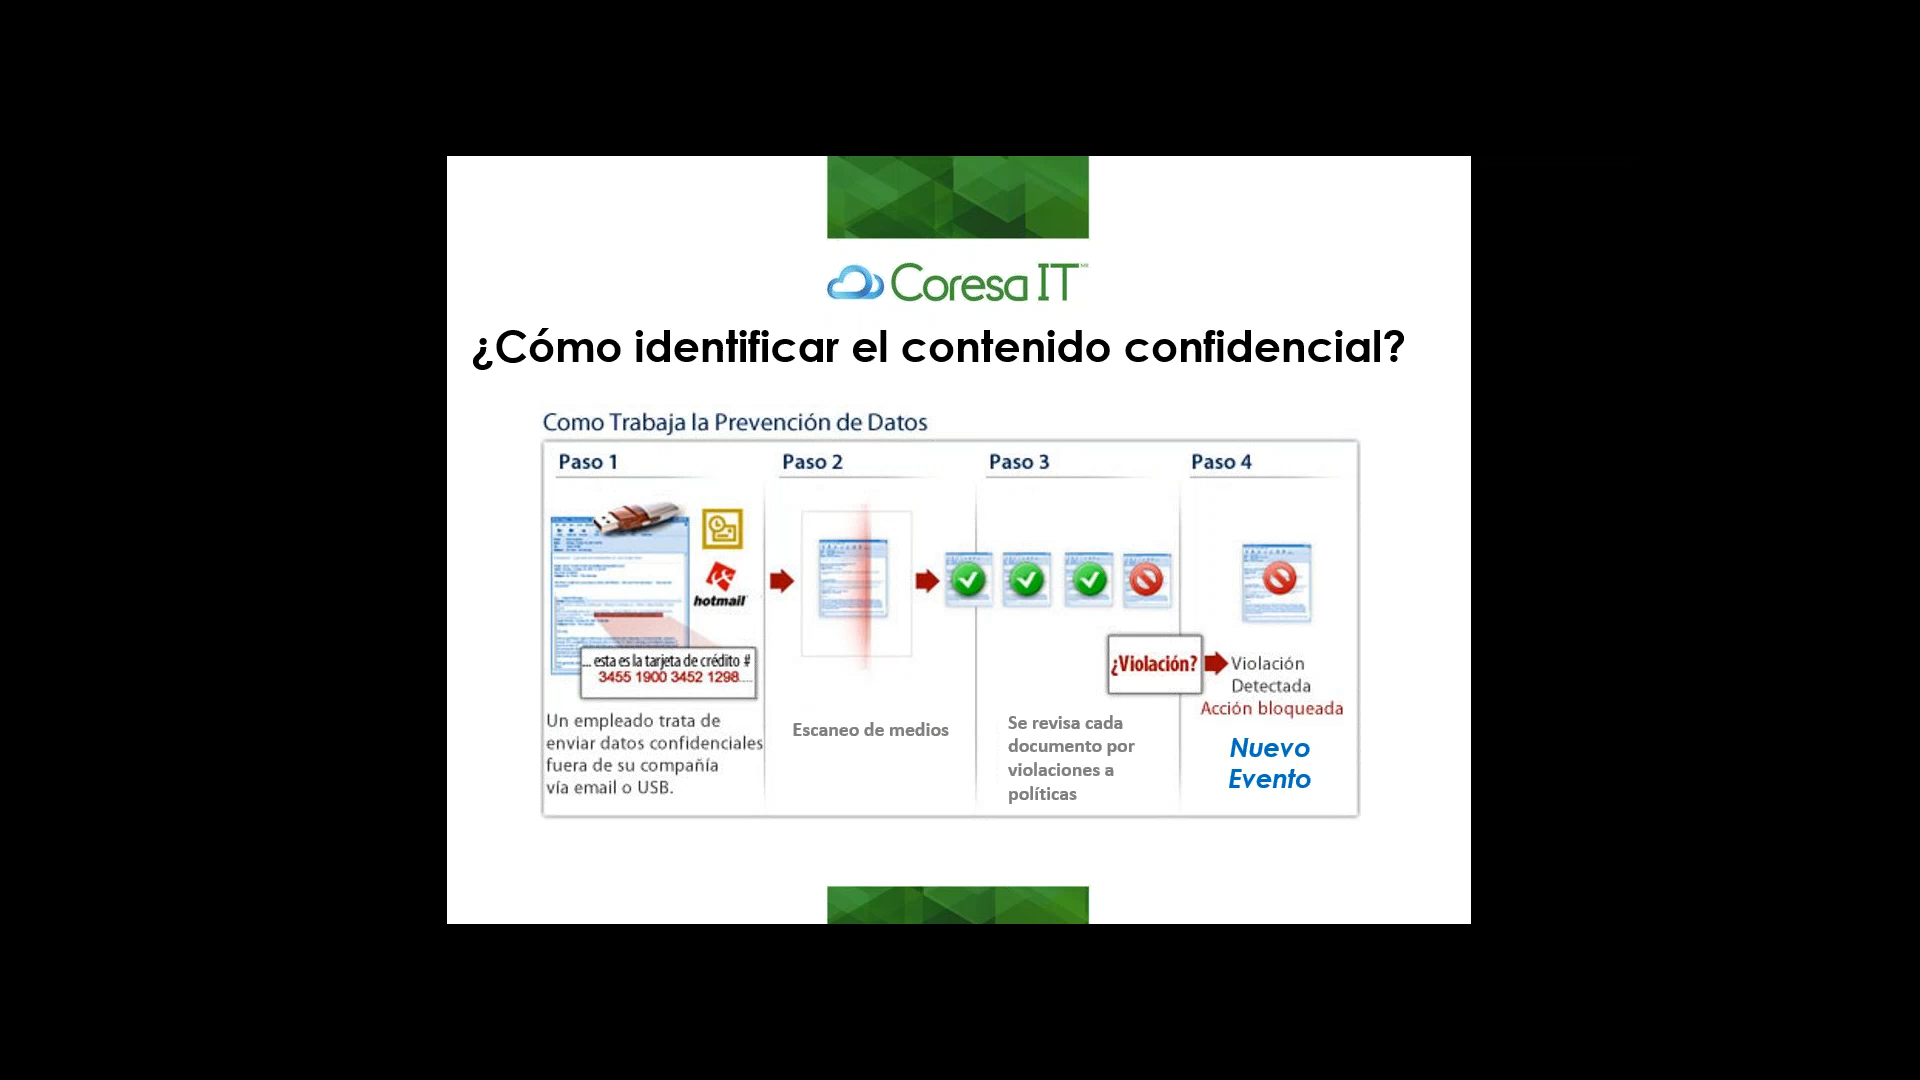 Coresa IT
¿Cómo identificar el contenido confidencial?
Como Trabaja la Prevención de Datos
Paso 1
Paso 2
Paso 3
Paso 4
hotmail
... esta es la tarjeta de crédito #
3455 1900 3452 1298....
Un empleado trata de
enviar datos confidenciales
fuera de su compañía
vía email o USB.
Escaneo de medios
Se revisa cada
documento por
violaciones a
políticas
¿Violación?
Violación
Detectada
Acción bloqueada
Nuevo
Evento